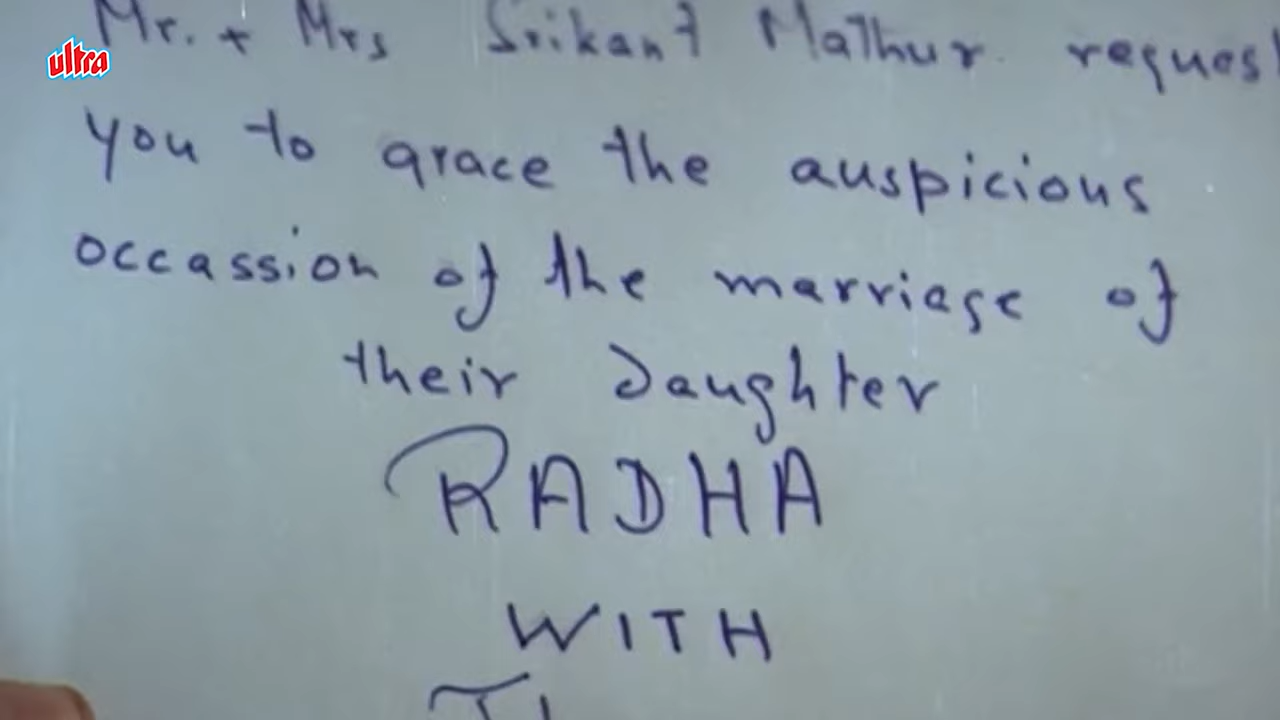 ultra
Mr. + Mrs Srikant Mathur request
you to grace the auspicious
occassion of the marriage of
their daughter
RADHA
WITH